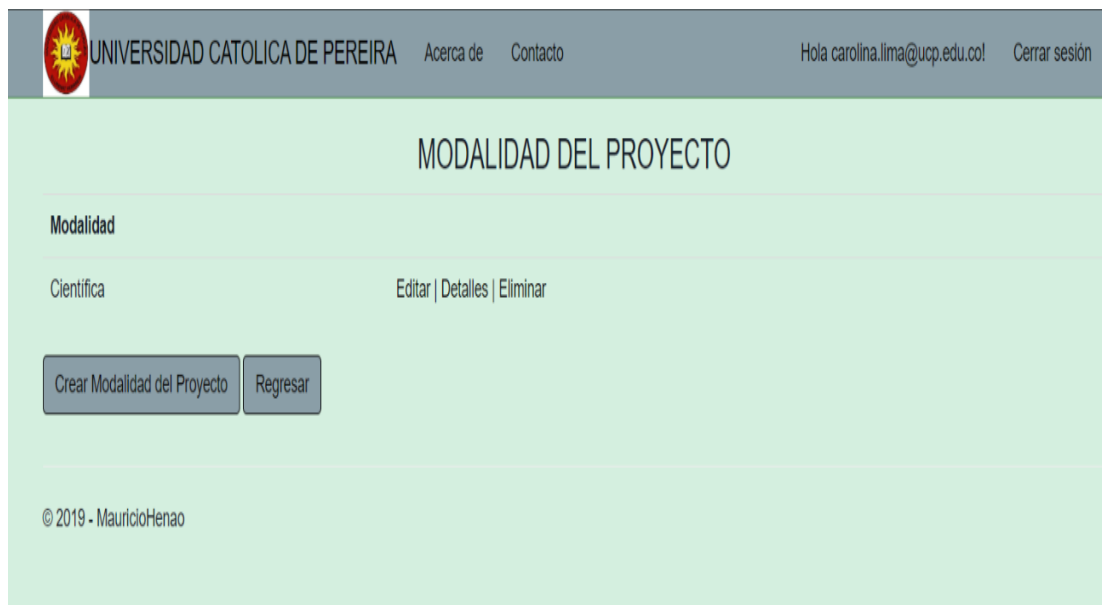 UNIVERSIDAD CATOLICA DE PEREIRA Acerca de Contacto Hola carolina.lima@ucp.edu.co! Cerrar sesión
MODALIDAD DEL PROYECTO
Modalidad
Científica Editar | Detalles | Eliminar
Crear Modalidad del Proyecto Regresar
© 2019 - MauricioHenao